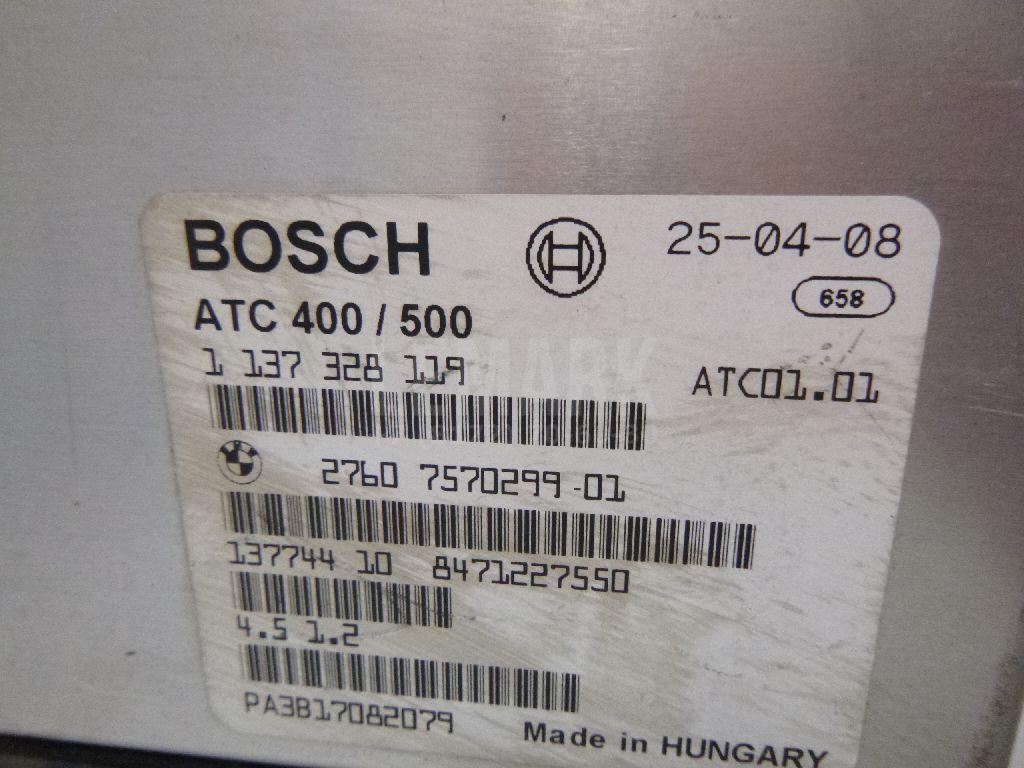 BOSCH
25-04-08
658
ATC 400 / 500
1 137 328 119
ATC01.01
2760 7570299-01
137744 10 8471227550
4.5 1.2
PA3B17082079
Made in HUNGARY